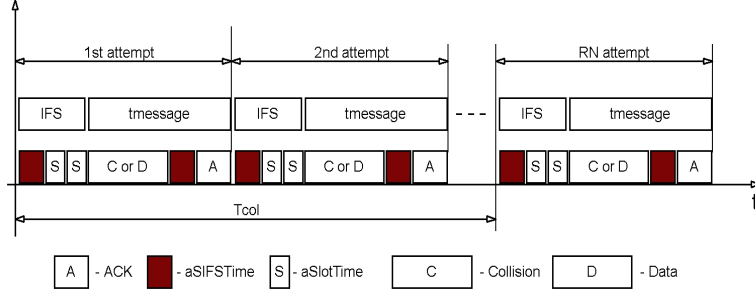 1st attempt 2nd attempt RN attempt
IFS tmessage IFS tmessage IFS tmessage
S S C or D A S S C or D A S S C or D A
Tcol t
A - ACK - aSIFSTime S - aSlotTime C - Collision D - Data